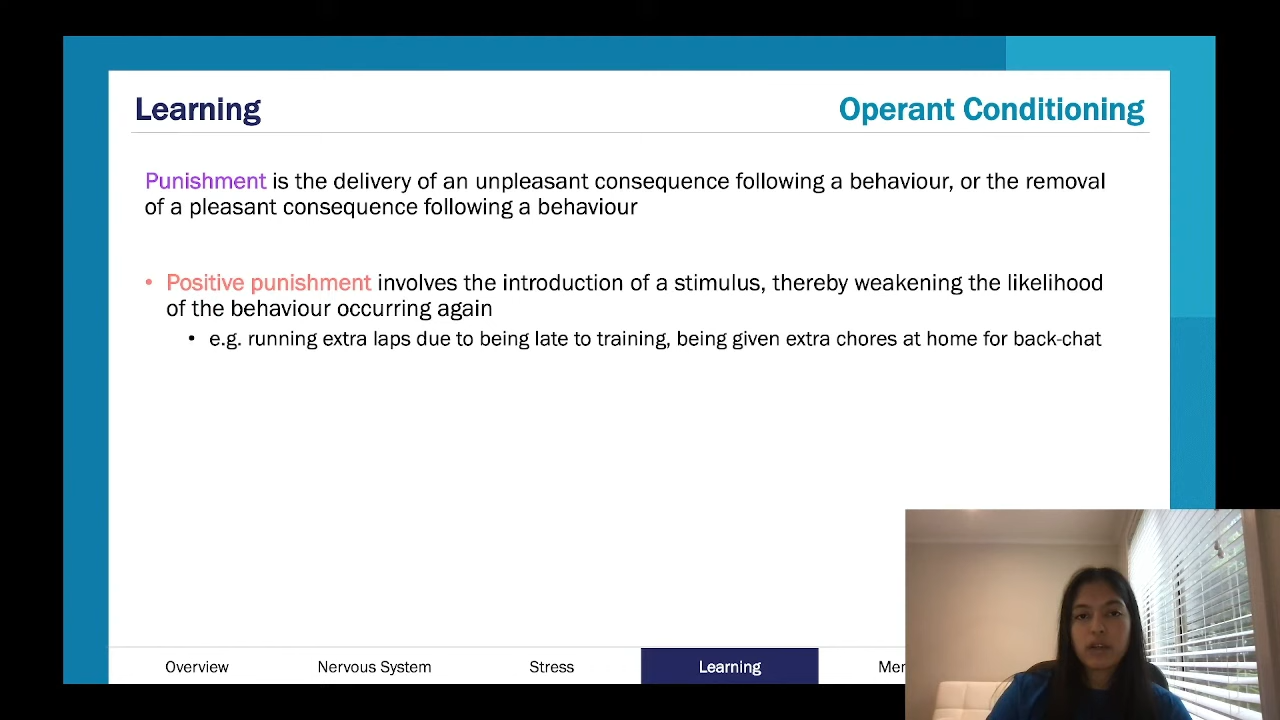 Learning
Operant Conditioning
Punishment is the delivery of an unpleasant consequence following a behaviour, or the removal
of a pleasant consequence following a behaviour
• Positive punishment involves the introduction of a stimulus, thereby weakening the likelihood
of the behaviour occurring again
• e.g. running extra laps due to being late to training, being given extra chores at home for back-chat
Overview
Nervous System
Stress
Learning